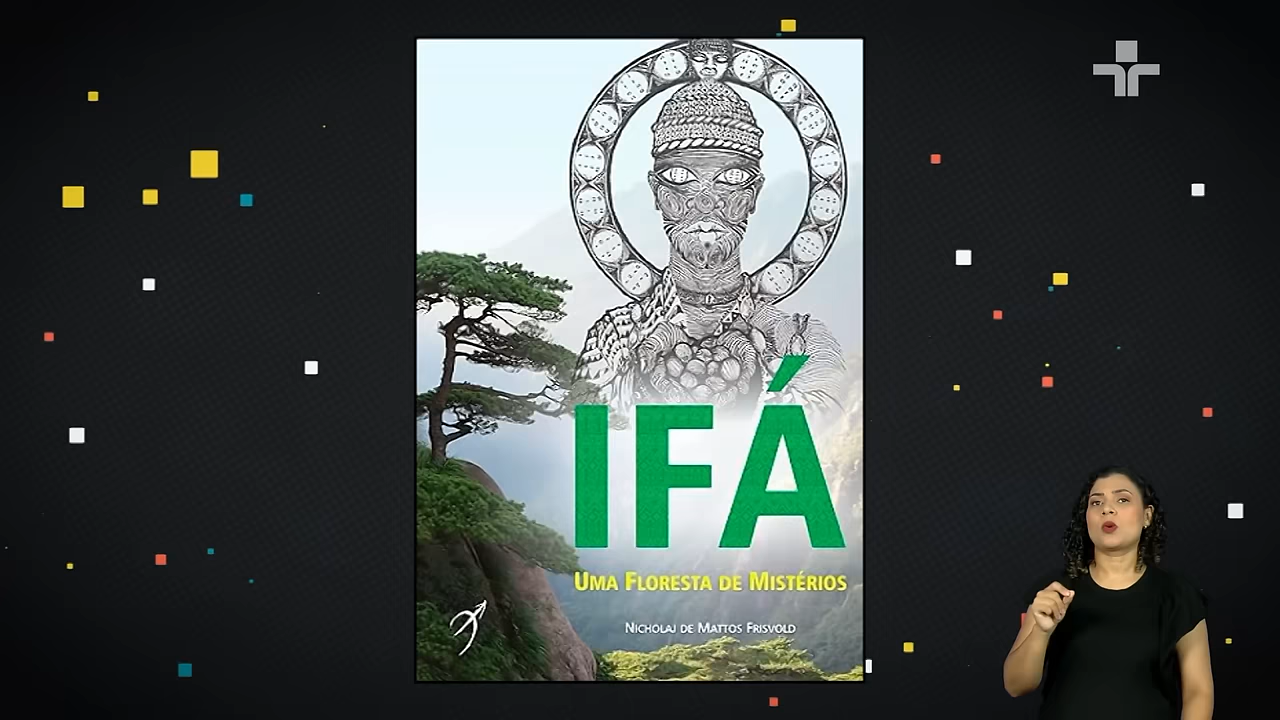 IFÁ
UMA FLORESTA DE MISTÉRIOS
NICHOLAJ DE MATTOS FRISVOLD